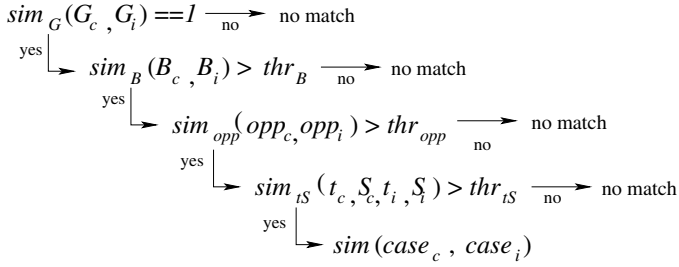 sim_G(G_c,G_i)==1 no no match
yes
sim_B(B_c,B_i)>thr_B no no match
yes
sim_opp(opp_c,opp_i)>thr_opp no no match
yes
sim_tS(t_c,S_c,t_i,S_i)>thr_tS no no match
yes
sim(case_c, case_i)